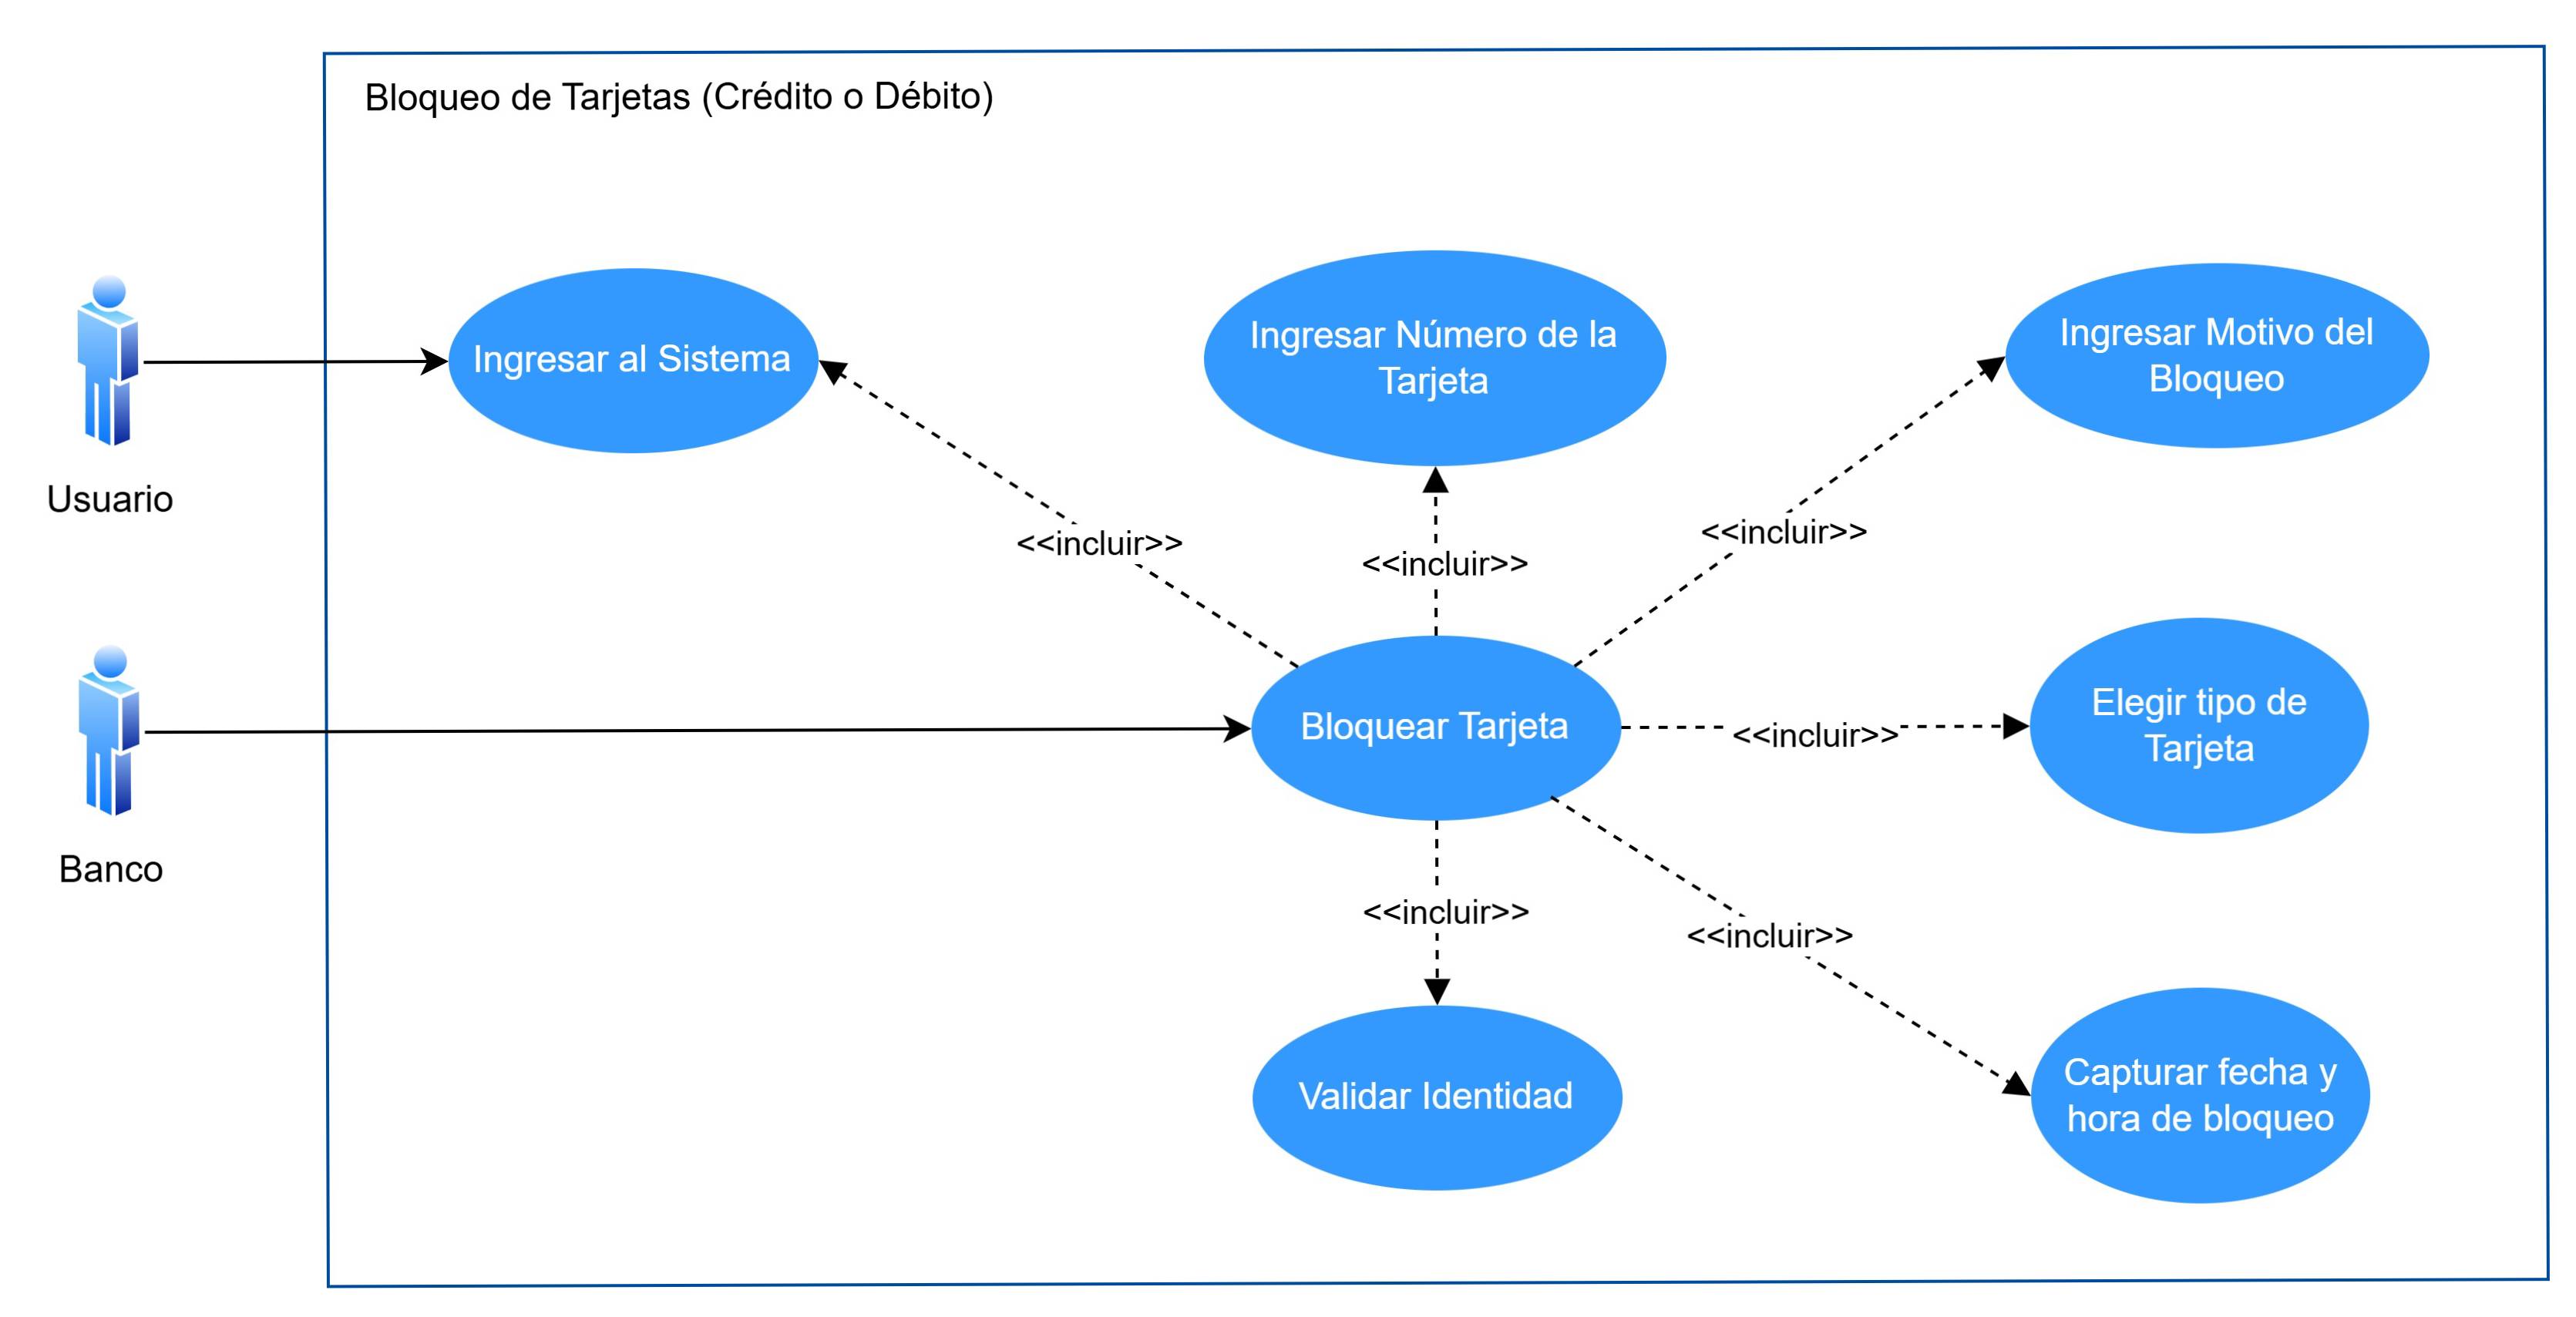 Bloqueo de Tarjetas (Crédito o Débito)
Usuario
Ingresar al Sistema
Ingresar Número de la
Tarjeta
Ingresar Motivo del
Bloqueo
<<incluir>>
<<incluir>>
<<incluir>>
Banco
Bloquear Tarjeta
<<incluir>>
Elegir tipo de
Tarjeta
<<incluir>>
<<incluir>>
Validar Identidad
Capturar fecha y
hora de bloqueo